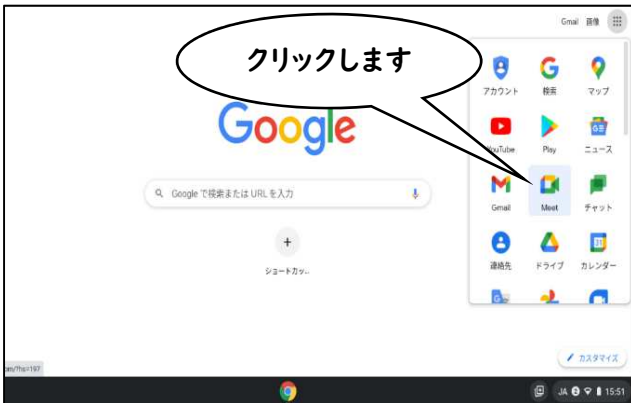 Gmail 画像
クリックします
Google
アカウント 検索 マップ
YouTube Play ニュース
Gmail Meet チャット
Google で検索または URL を入力
連絡先 ドライブ カレンダー
ショートカッ...
カスタマイズ
om/?hs=197
JA 15:51